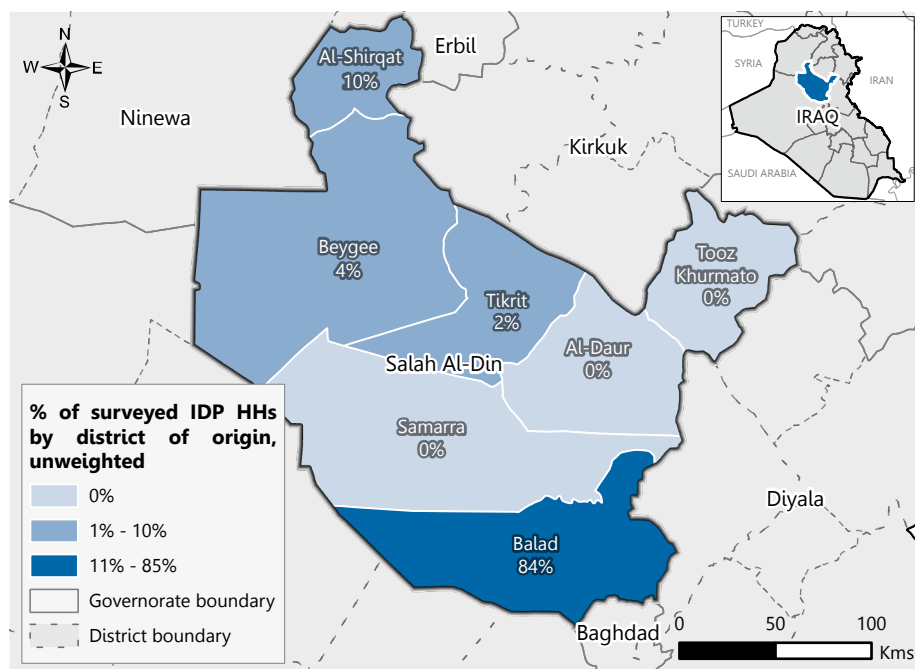 N
W E
S
Al-Shirqat
10%
Erbil
Ninewa
Kirkuk
Beygee
4%
Tikrit
2%
Tooz
Khurmato
0%
Al-Daur
0%
Salah Al-Din
Samarra
0%
Balad
84%
Diyala
Baghdad
TURKEY
SYRIA
IRAN
IRAQ
SAUDI ARABIA
% of surveyed IDP HHs
by district of origin,
unweighted
0%
1% - 10%
11% - 85%
Governorate boundary
District boundary
0 50 100
Kms